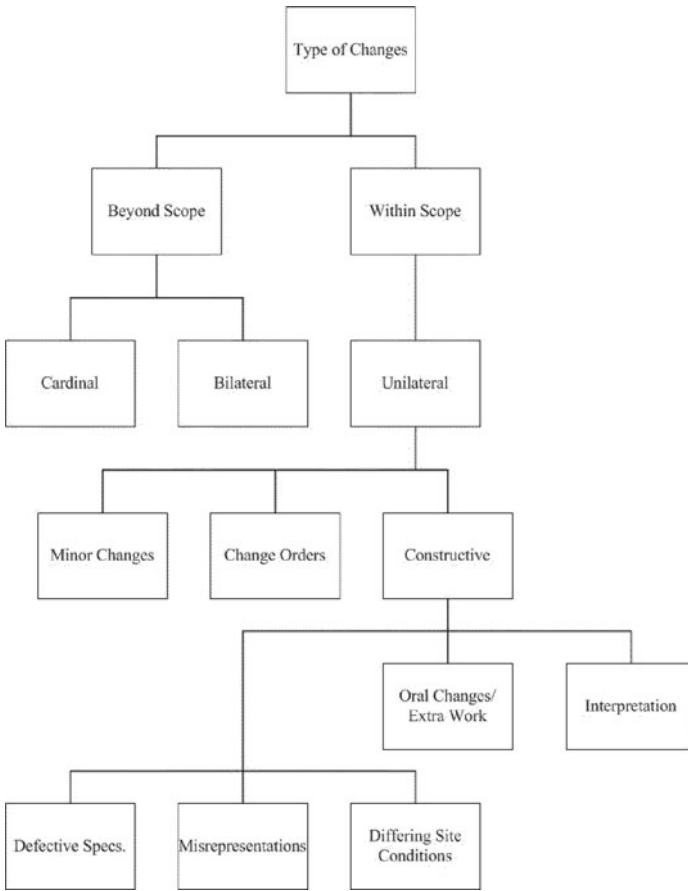 Type of Changes
Beyond Scope
Within Scope
Cardinal
Bilateral
Unilateral
Minor Changes
Change Orders
Constructive
Oral Changes/
Extra Work
Interpretation
Defective Specs.
Misrepresentations
Differing Site
Conditions